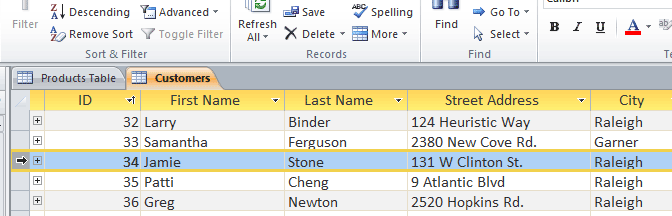 Calibri
Filter Descending Advanced Refresh All Save Spelling Find Go To
Remove Sort Toggle Filter Delete More Select B I U A
Sort & Filter Records Find
Products Table Customers
ID First Name Last Name Street Address City
32 Larry Binder 124 Heuristic Way Raleigh
33 Samantha Ferguson 2380 New Cove Rd. Garner
34 Jamie Stone 131 W Clinton St. Raleigh
35 Patti Cheng 9 Atlantic Blvd Raleigh
36 Greg Newton 2520 Hopkins Rd. Raleigh